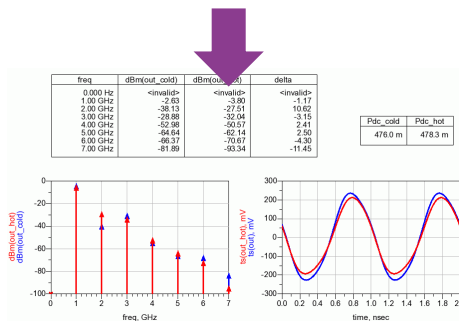 freq dBm(out_cold) dBm(out_hot) delta
0.000 Hz <invalid> <invalid> <invalid>
1.00 GHz -2.63 -3.80 -1.17
2.00 GHz -38.13 -27.51 10.62
3.00 GHz -28.88 -32.04 -3.15
4.00 GHz -52.98 -50.57 2.41
5.00 GHz -64.64 -62.14 2.50
6.00 GHz -66.37 -70.67 -4.30
7.00 GHz -81.89 -93.34 -11.45
Pdc_cold Pdc_hot
476.0 m 478.3 m
dBm(out_hot)
dBm(out_cold)
0
-20
-40
-60
-80
-100
0 1 2 3 4 5 6 7
freq, GHz
ts(out_hot), mV
ts(out), mV
300
200
100
0
-100
-200
-300
0.0 0.2 0.4 0.6 0.8 1.0 1.2 1.4 1.6 1.8 2.0
time, nsec